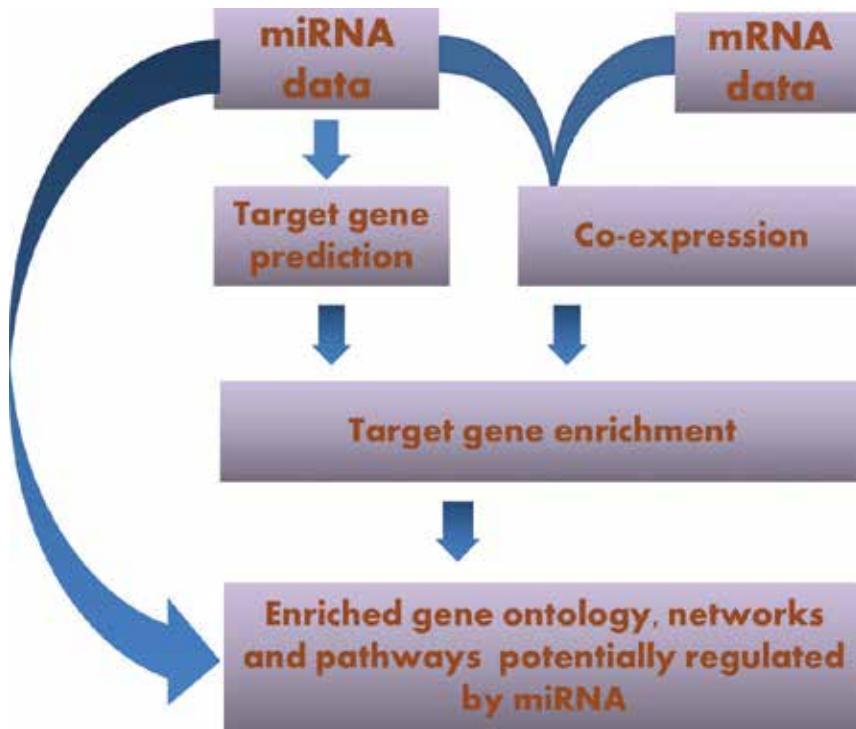 miRNA
data
mRNA
data
Target gene
prediction
Co-expression
Target gene enrichment
Enriched gene ontology, networks
and pathways potentially regulated
by miRNA